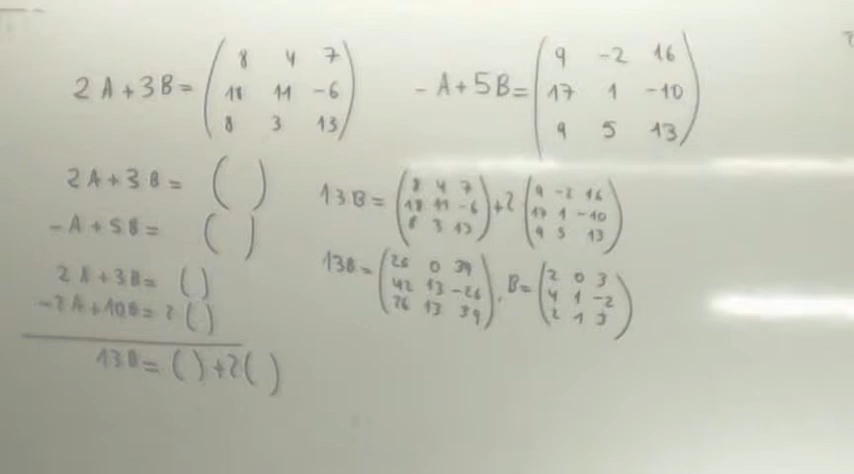 2A+3B= (8 4 7
18 11 -6
8 3 13)
-A+5B= (9 -2 16
17 1 -10
9 5 13)
2A+3B= ( )
-A+5B= ( )
2A+3B= ( )
-2A+10B= 2 ( )
13B= ( )+2( )
13B= (8 4 7
18 11 -6
8 3 13) +2 (9 -2 16
17 1 -10
9 5 13)
13B= (26 0 39
42 13 -26
26 13 39), B= (2 0 3
4 1 -2
2 1 3)